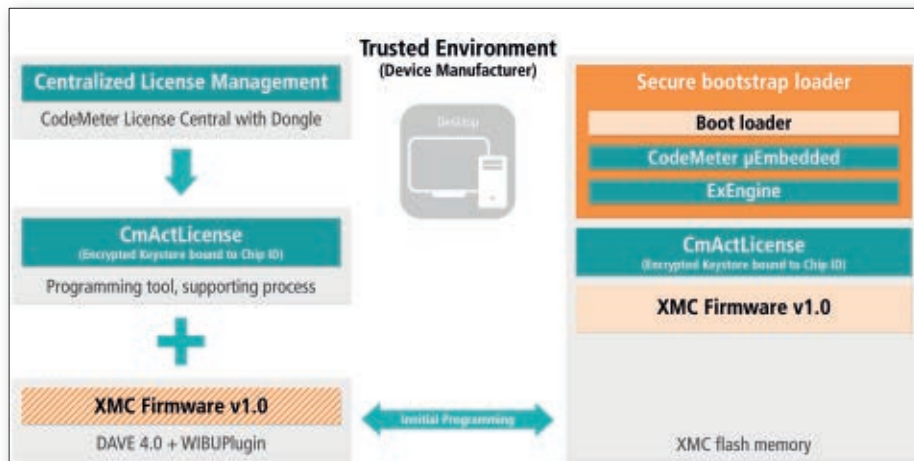 Trusted Environment
(Device Manufacturer)
Desktop
Centralized License Management
CodeMeter License Central with Dongle
CmActLicense
(Encrypted Keystore bound to Chip ID)
Programming tool, supporting process
XMC Firmware v1.0
DAVE 4.0 + WIBUPlugin
Innitial Programming
Secure bootstrap loader
Boot loader
CodeMeter µEmbedded
ExEngine
CmActLicense
(Encrypted Keystore bound to Chip ID)
XMC Firmware v1.0
XMC flash memory